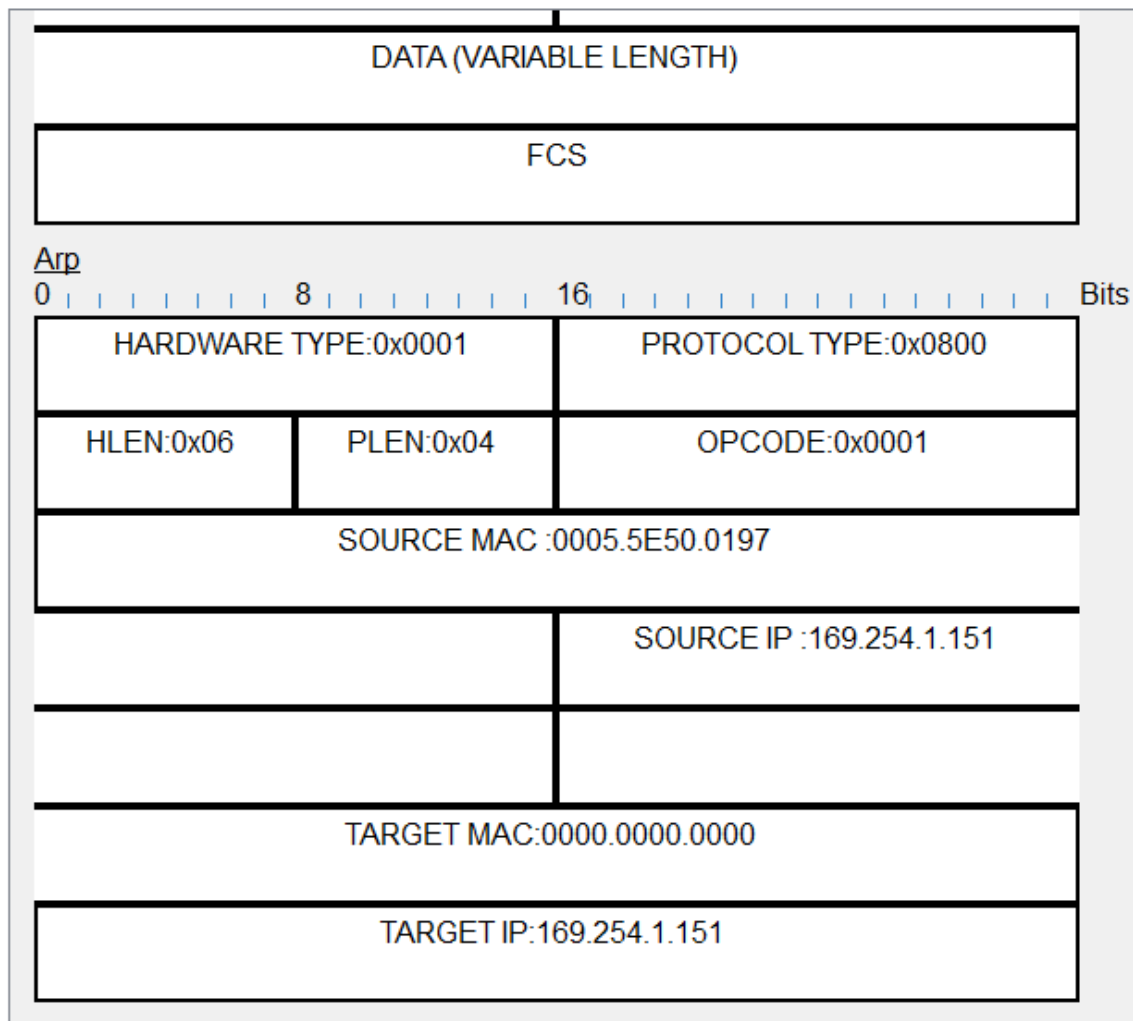 DATA (VARIABLE LENGTH)
FCS
Arp
0 8 16 Bits
HARDWARE TYPE:0x0001 PROTOCOL TYPE:0x0800
HLEN:0x06 PLEN:0x04 OPCODE:0x0001
SOURCE MAC :0005.5E50.0197
SOURCE IP :169.254.1.151
TARGET MAC:0000.0000.0000
TARGET IP:169.254.1.151